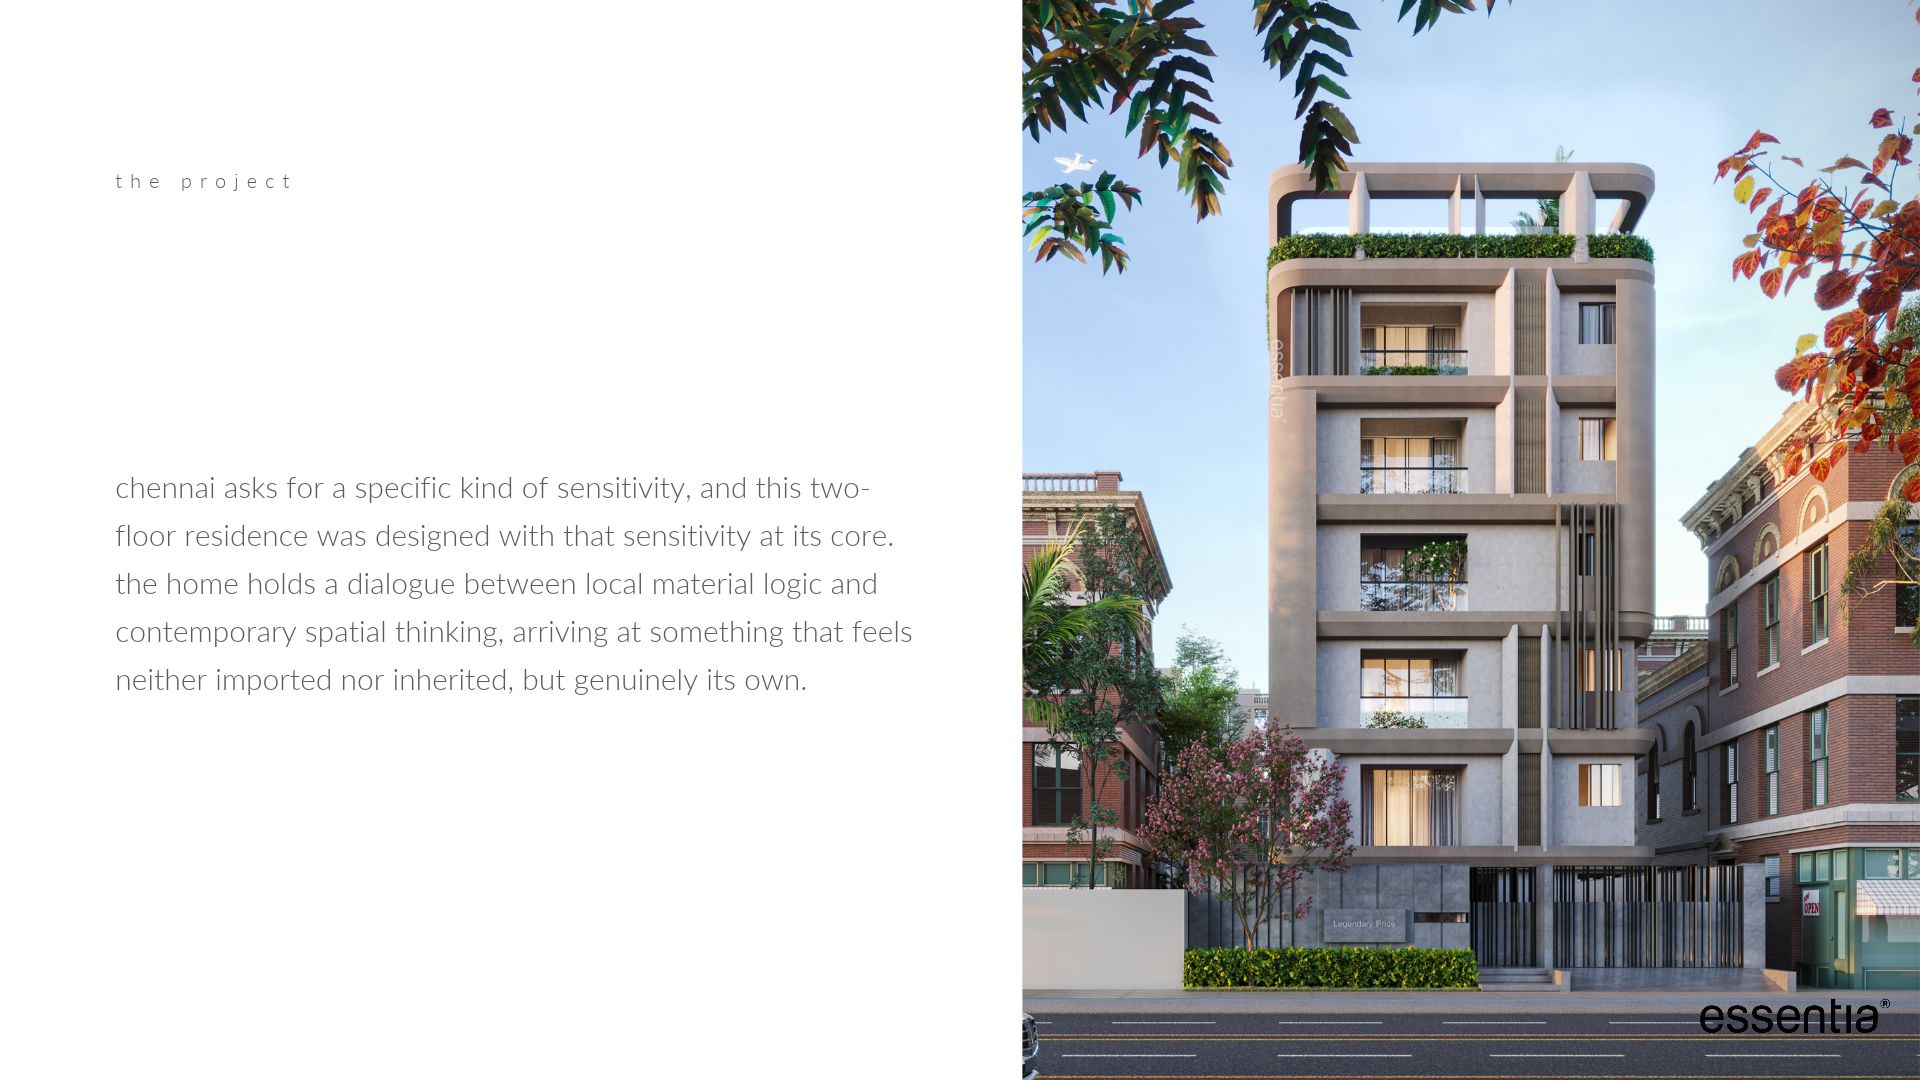 the project
chennai asks for a specific kind of sensitivity, and this two-
floor residence was designed with that sensitivity at its core.
the home holds a dialogue between local material logic and
contemporary spatial thinking, arriving at something that feels
neither imported nor inherited, but genuinely its own.
essentia
Legendary Price
OPEN
essentia®